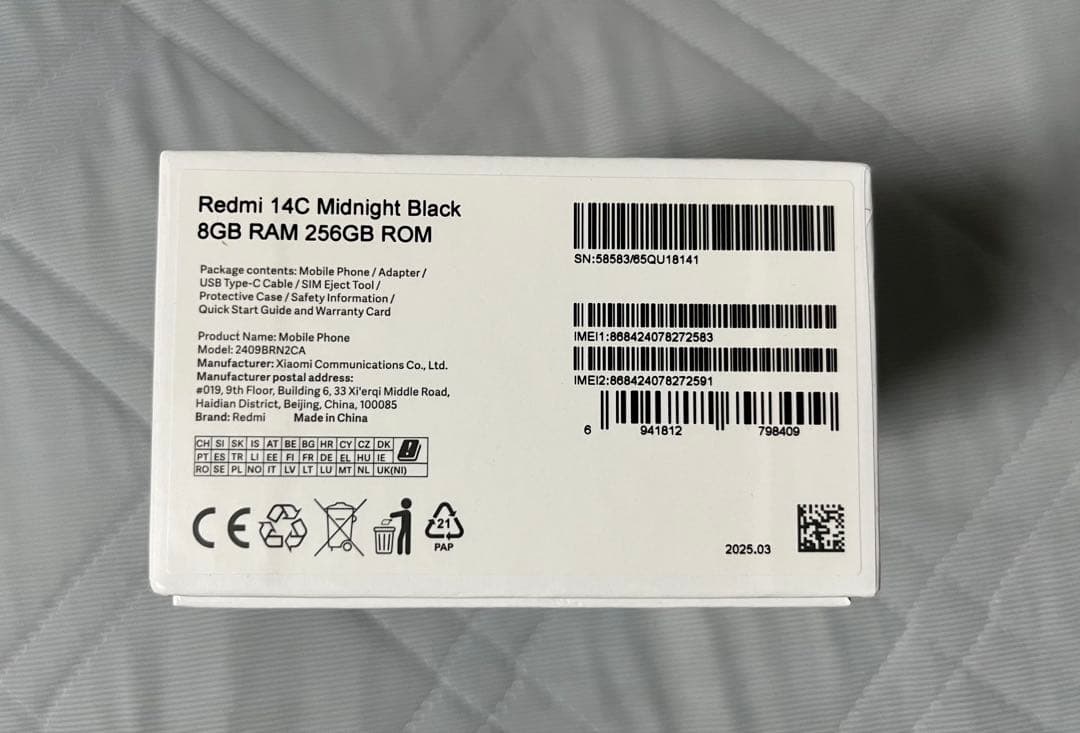 Redmi 14C Midnight Black
8GB RAM 256GB ROM
Package contents: Mobile Phone / Adapter /
USB Type-C Cable / SIM Eject Tool /
Protective Case / Safety Information /
Quick Start Guide and Warranty Card
Product Name: Mobile Phone
Model: 2409BRN2CA
Manufacturer: Xiaomi Communications Co., Ltd.
Manufacturer postal address:
#019, 9th Floor, Building 6, 33 Xi'erqi Middle Road,
Haidian District, Beijing, China, 100085
Brand: Redmi Made in China
CH SI SK IS AT BE BG HR CY CZ DK
PT ES TR LI EE FI FR DE EL HU IE
RO SE PL NO IT LV LT LU MT NL UK(NI)
CE
21
PAP
SN:58583/65QU18141
IMEI1:868424078272583
IMEI2:868424078272591
6 941812 798409
2025.03